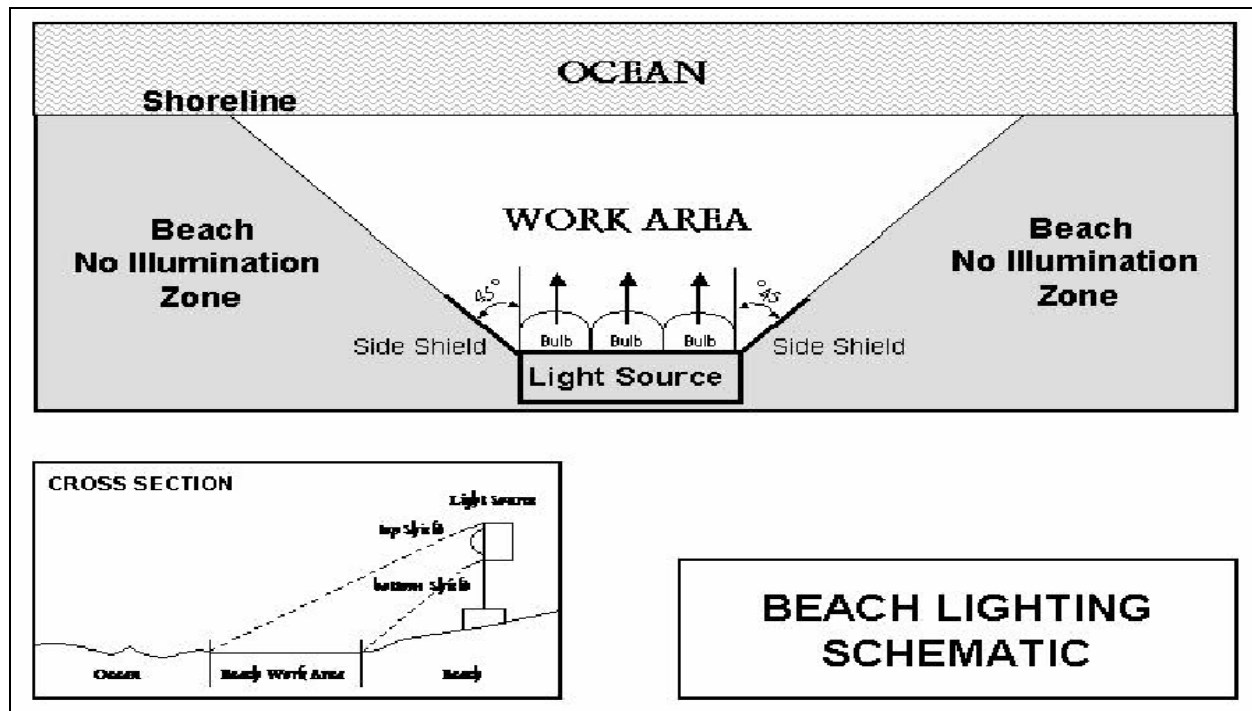 OCEAN
Shoreline
WORK AREA
Beach
No Illumination
Zone
Beach
No Illumination
Zone
45°
°45
Side Shield
Bulb
Bulb
Bulb
Side Shield
Light Source
CROSS SECTION
Light Source
top Shield
bottom Shield
Ocean
Beach Work Area
Beach
BEACH LIGHTING
SCHEMATIC